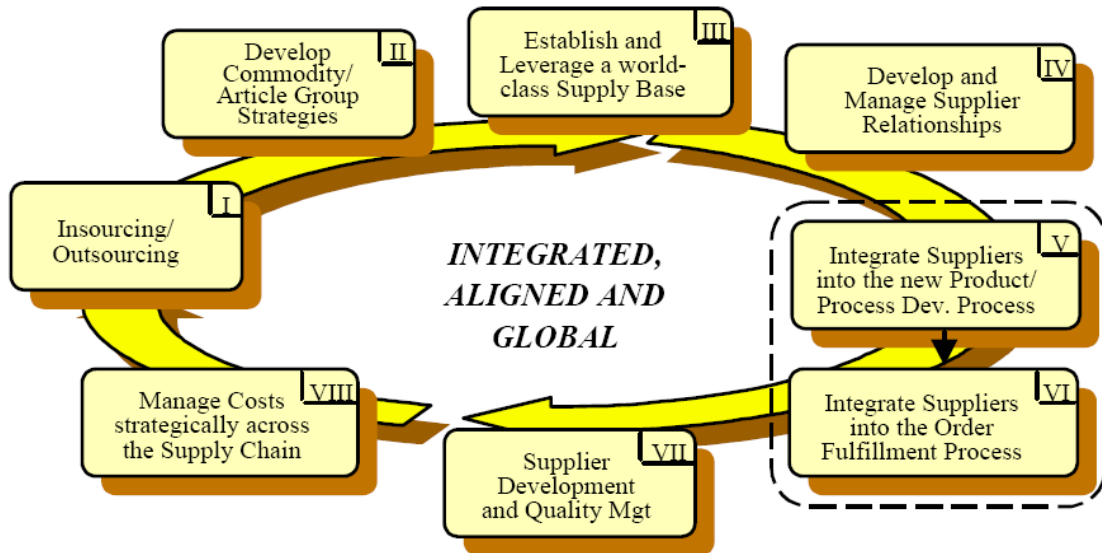 I
Insourcing/
Outsourcing
II
Develop
Commodity/
Article Group
Strategies
III
Establish and
Leverage a world-
class Supply Base
IV
Develop and
Manage Supplier
Relationships
V
Integrate Suppliers
into the new Product/
Process Dev. Process
VI
Integrate Suppliers
into the Order
Fulfillment Process
VII
Supplier
Development
and Quality Mgt
VIII
Manage Costs
strategically across
the Supply Chain
INTEGRATED,
ALIGNED AND
GLOBAL